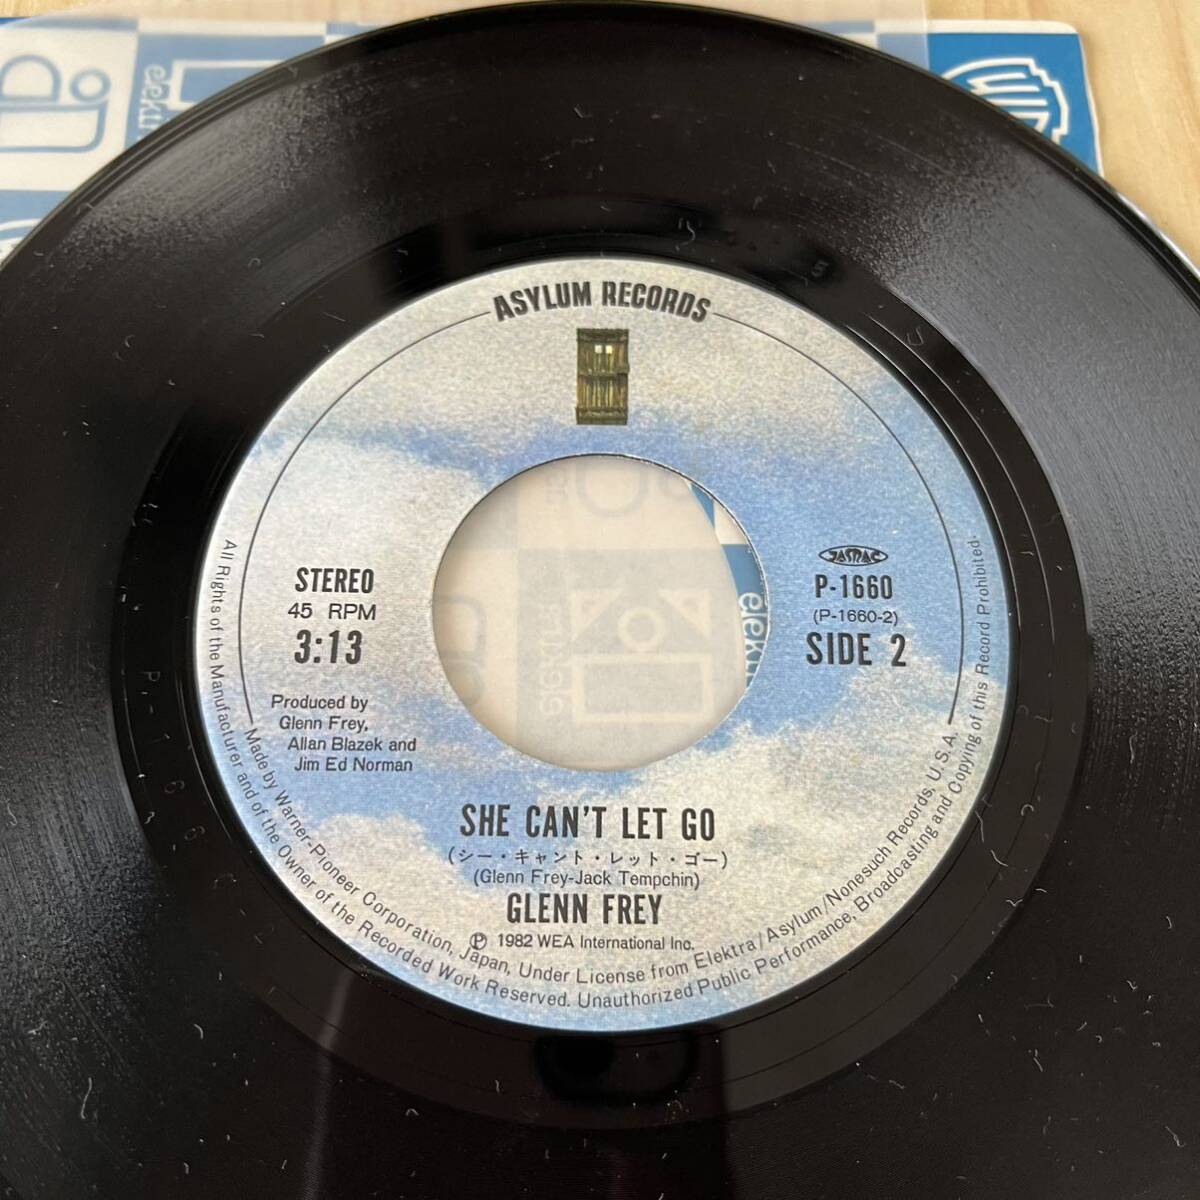 ASYLUM RECORDS
STEREO
45 RPM
3:13
JASRAC
P-1660
(P-1660-2)
SIDE 2
Produced by
Glenn Frey,
Allan Blazek and
Jim Ed Norman
SHE CAN'T LET GO
(シー・キャント・レット・ゴー)
(Glenn Frey-Jack Tempchin)
GLENN FREY
Ⓟ 1982 WEA International Inc.
Made by Warner-Pioneer Corporation, Japan, Under License from Elektra/Asylum/Nonesuch Records, U.S.A.
All Rights of the Manufacturer and of the Owner of the Recorded Work Reserved. Unauthorized Public Performance, Broadcasting and Copying of this Record Prohibited.
elektra